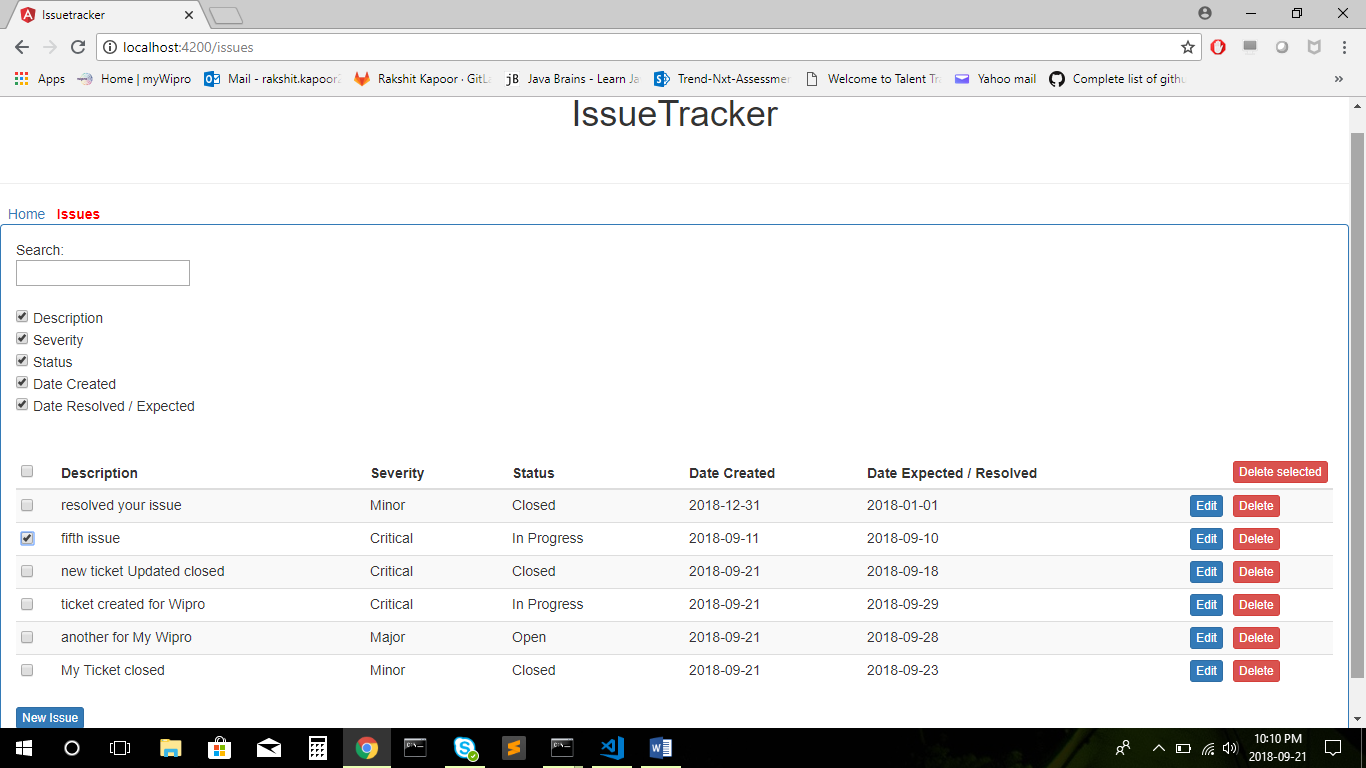 Issuetracker
localhost:4200/issues
Apps Home | myWipro Mail - rakshit.kapoor Rakshit Kapoor · GitL jB Java Brains - Learn Ja Trend-Nxt-Assessmen Welcome to Talent Tra Yahoo mail Complete list of githu »
IssueTracker
Home Issues
Search:
Description
Severity
Status
Date Created
Date Resolved / Expected
Description Severity Status Date Created Date Expected / Resolved Delete selected
resolved your issue Minor Closed 2018-12-31 2018-01-01 Edit Delete
fifth issue Critical In Progress 2018-09-11 2018-09-10 Edit Delete
new ticket Updated closed Critical Closed 2018-09-21 2018-09-18 Edit Delete
ticket created for Wipro Critical In Progress 2018-09-21 2018-09-29 Edit Delete
another for My Wipro Major Open 2018-09-21 2018-09-28 Edit Delete
My Ticket closed Minor Closed 2018-09-21 2018-09-23 Edit Delete
New Issue
10:10 PM
2018-09-21